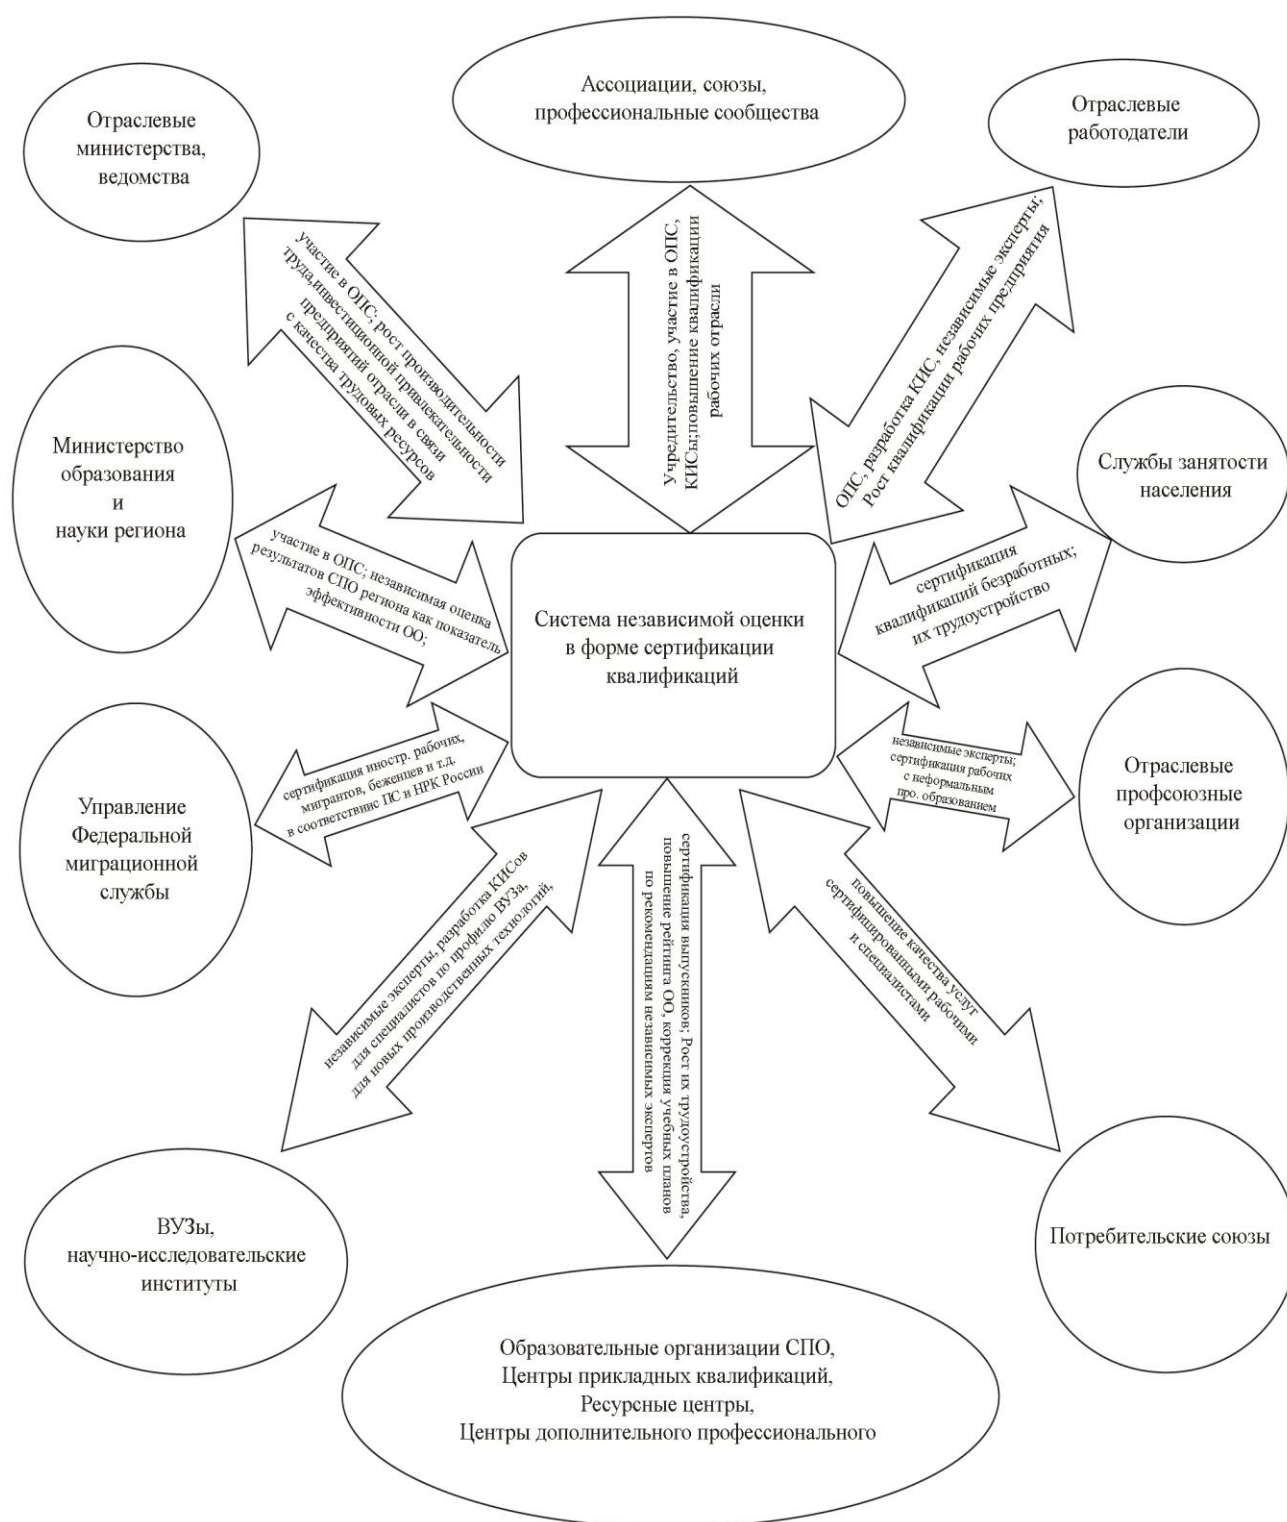 Ассоциации, союзы,
профессиональные сообщества
Отраслевые
министерства,
ведомства
Отраслевые
работодатели
участие в ОПС; рост производительности
труда,инвестиционной привлекательности
предприятий отрасли в связи
с качества трудовых ресурсов
Учредительство, участие в ОПС,
КИСы;повышение квалификации
рабочих отрасли
ОПС, разработка КИС, независимые эксперты;
Рост квалификации рабочих предприятия
Министерство
образования
и
науки региона
Службы занятости
населения
участие в ОПС; независимая оценка
результатов СПО региона как показатель
эффективности ОО;
сертификация
квалификаций безработных;
их трудоустройство
Система независимой оценки
в форме сертификации
квалификаций
Управление
Федеральной
миграционной
службы
сертификация иностр. рабочих,
мигрантов, беженцев и т.д.
в соответствиис ПС и НРК России
независимые эксперты;
сертификация рабочих
с неформальным
про. образованием
Отраслевые
профсоюзные
организации
независимые эксперты, разработка КИСов
для специалистов по профилю ВУЗа,
для новых производственных технологий,
сертификация выпускников; Рост их трудоустройства,
повышение рейтинга ОО, коррекция учебных планов
по рекомендациям независимых экспертов
повышение качества услуг
сертифицированными рабочими
и специалистами
ВУЗы,
научно-исследовательские
институты
Потребительские союзы
Образовательные организации СПО,
Центры прикладных квалификаций,
Ресурсные центры,
Центры дополнительного профессионального